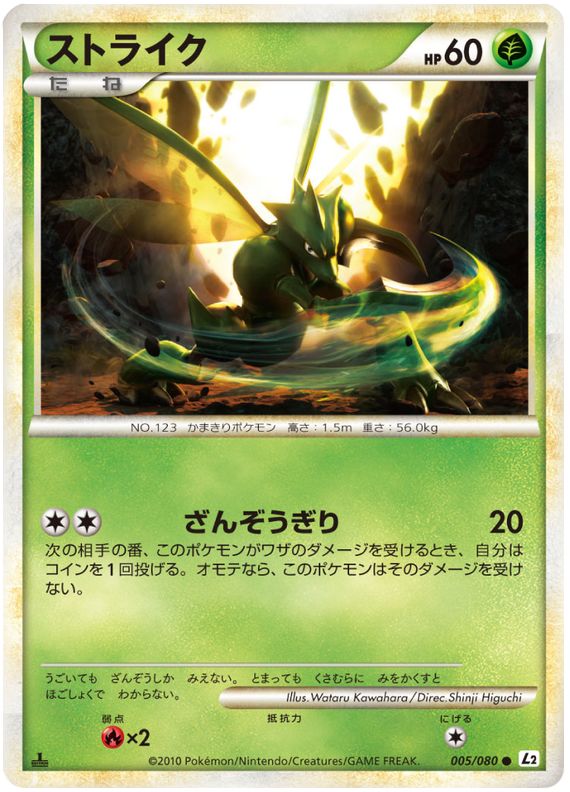 ストライク HP60
たね
NO.123 かまきりポケモン 高さ:1.5m 重さ:56.0kg
ざんぞうぎり 20
次の相手の番、このポケモンがワザのダメージを受けるとき、自分は
コインを1回投げる。オモテなら、このポケモンはそのダメージを受け
ない。
うごいても ざんぞうしか みえない。とまっても くさむらに みをかくすと
ほごしょくで わからない。
Illus.Wataru Kawahara/Direc.Shinji Higuchi
弱点 抵抗力 にげる
×2
1 EDITION ©2010 Pokémon/Nintendo/Creatures/GAME FREAK. 005/080 ● L2